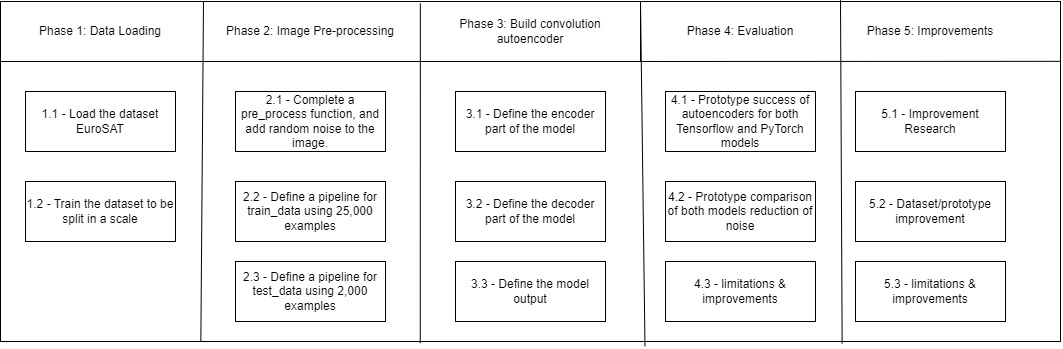 Phase 1: Data Loading
Phase 2: Image Pre-processing
Phase 3: Build convolution
autoencoder
Phase 4: Evaluation
Phase 5: Improvements
1.1 - Load the dataset
EuroSAT
1.2 - Train the dataset to be
split in a scale
2.1 - Complete a
pre_process function, and
add random noise to the
image.
2.2 - Define a pipeline for
train_data using 25,000
examples
2.3 - Define a pipeline for
test_data using 2,000
examples
3.1 - Define the encoder
part of the model
3.2 - Define the decoder
part of the model
3.3 - Define the model
output
4.1 - Prototype success of
autoencoders for both
Tensorflow and PyTorch
models
4.2 - Prototype comparison
of both models reduction of
noise
4.3 - limitations &
improvements
5.1 - Improvement
Research
5.2 - Dataset/prototype
improvement
5.3 - limitations &
improvements